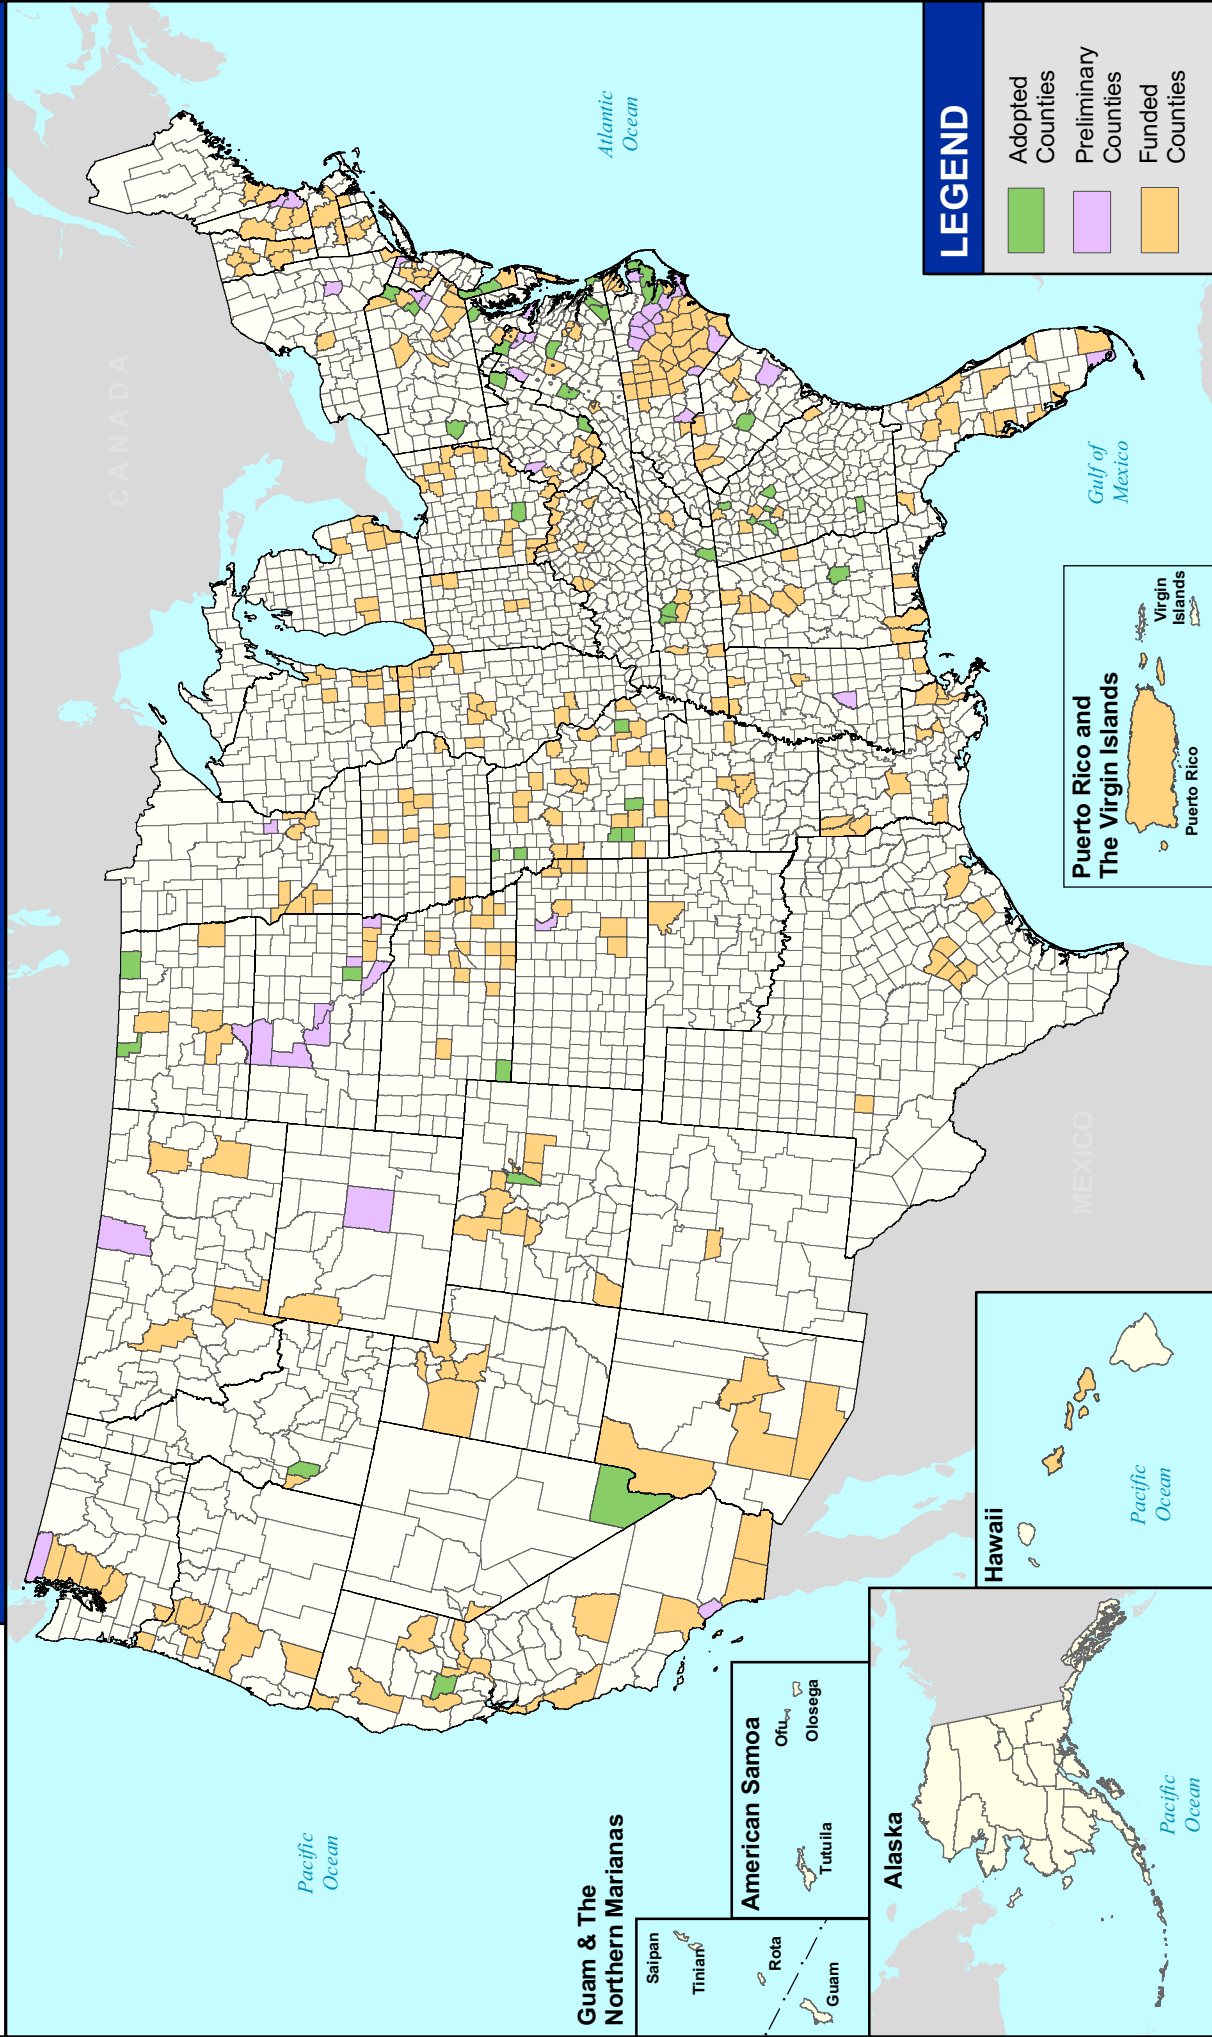 CANADA
Atlantic
Ocean
Pacific
Ocean
Gulf of
Mexico
MEXICO
Guam & The
Northern Marianas
Saipan
Tinian
Rota
Guam
American Samoa
Ofu
Olosega
Tutuila
Alaska
Pacific
Ocean
Hawaii
Pacific
Ocean
Puerto Rico and
The Virgin Islands
Virgin
Islands
Puerto Rico
LEGEND
Adopted
Counties
Preliminary
Counties
Funded
Counties